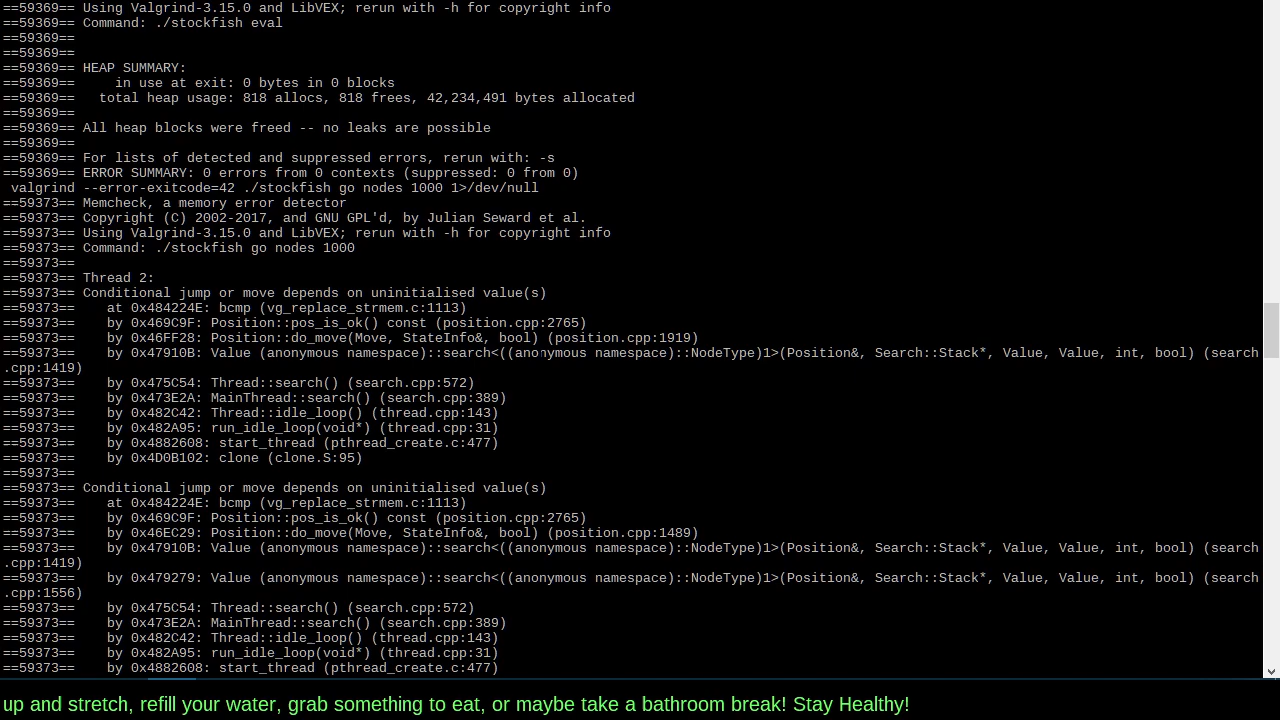 ==59369== Using Valgrind-3.15.0 and LibVEX; rerun with -h for copyright info
==59369== Command: ./stockfish eval
==59369==
==59369==
==59369== HEAP SUMMARY:
==59369==     in use at exit: 0 bytes in 0 blocks
==59369==   total heap usage: 818 allocs, 818 frees, 42,234,491 bytes allocated
==59369==
==59369== All heap blocks were freed -- no leaks are possible
==59369==
==59369== For lists of detected and suppressed errors, rerun with: -s
==59369== ERROR SUMMARY: 0 errors from 0 contexts (suppressed: 0 from 0)
 valgrind --error-exitcode=42 ./stockfish go nodes 1000 1>/dev/null
==59373== Memcheck, a memory error detector
==59373== Copyright (C) 2002-2017, and GNU GPL'd, by Julian Seward et al.
==59373== Using Valgrind-3.15.0 and LibVEX; rerun with -h for copyright info
==59373== Command: ./stockfish go nodes 1000
==59373==
==59373== Thread 2:
==59373== Conditional jump or move depends on uninitialised value(s)
==59373==    at 0x484224E: bcmp (vg_replace_strmem.c:1113)
==59373==    by 0x469C9F: Position::pos_is_ok() const (position.cpp:2765)
==59373==    by 0x46FF28: Position::do_move(Move, StateInfo&, bool) (position.cpp:1919)
==59373==    by 0x47910B: Value (anonymous namespace)::search<((anonymous namespace)::NodeType)1>(Position&, Search::Stack*, Value, Value, int, bool) (search
.cpp:1419)
==59373==    by 0x475C54: Thread::search() (search.cpp:572)
==59373==    by 0x473E2A: MainThread::search() (search.cpp:389)
==59373==    by 0x482C42: Thread::idle_loop() (thread.cpp:143)
==59373==    by 0x482A95: run_idle_loop(void*) (thread.cpp:31)
==59373==    by 0x4882608: start_thread (pthread_create.c:477)
==59373==    by 0x4D0B102: clone (clone.S:95)
==59373==
==59373== Conditional jump or move depends on uninitialised value(s)
==59373==    at 0x484224E: bcmp (vg_replace_strmem.c:1113)
==59373==    by 0x469C9F: Position::pos_is_ok() const (position.cpp:2765)
==59373==    by 0x46EC29: Position::do_move(Move, StateInfo&, bool) (position.cpp:1489)
==59373==    by 0x47910B: Value (anonymous namespace)::search<((anonymous namespace)::NodeType)1>(Position&, Search::Stack*, Value, Value, int, bool) (search
.cpp:1419)
==59373==    by 0x479279: Value (anonymous namespace)::search<((anonymous namespace)::NodeType)1>(Position&, Search::Stack*, Value, Value, int, bool) (search
.cpp:1556)
==59373==    by 0x475C54: Thread::search() (search.cpp:572)
==59373==    by 0x473E2A: MainThread::search() (search.cpp:389)
==59373==    by 0x482C42: Thread::idle_loop() (thread.cpp:143)
==59373==    by 0x482A95: run_idle_loop(void*) (thread.cpp:31)
==59373==    by 0x4882608: start_thread (pthread_create.c:477)
up and stretch, refill your water, grab something to eat, or maybe take a bathroom break! Stay Healthy!